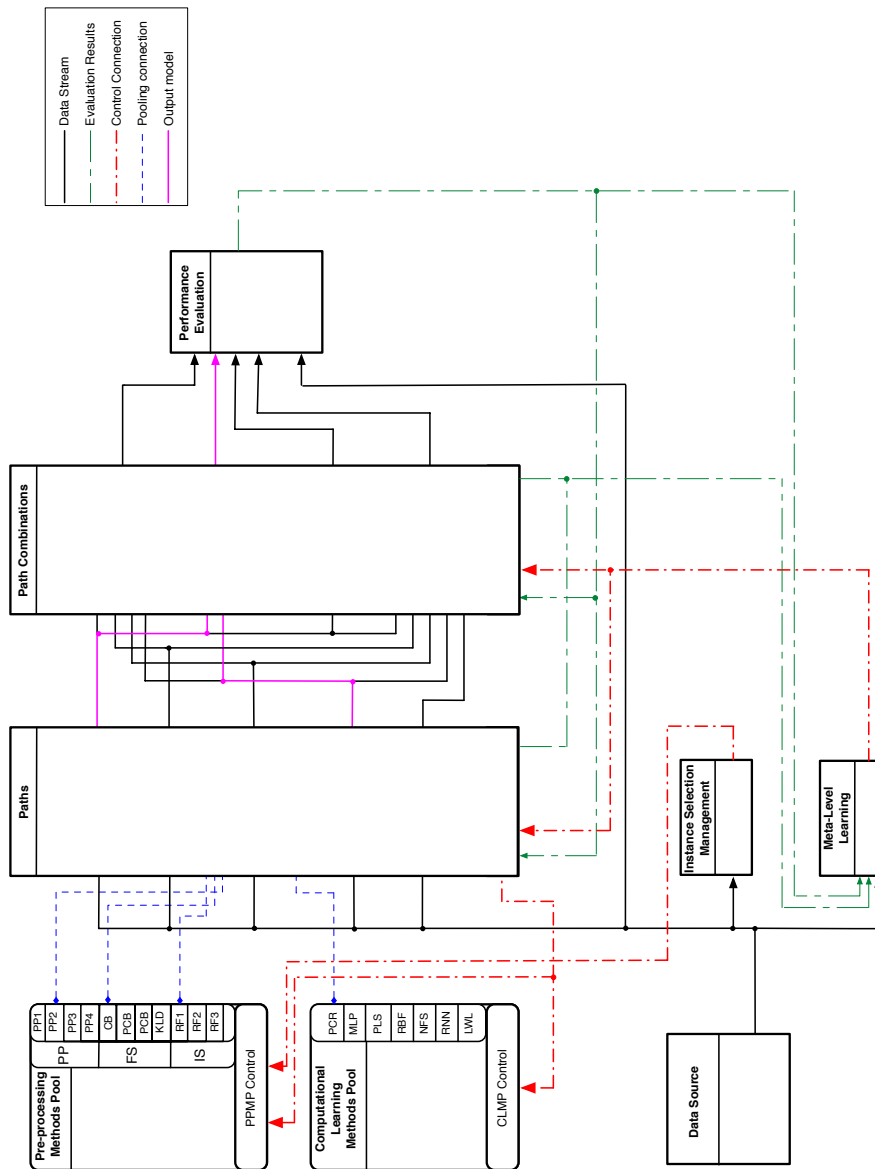 Data Stream
Evaluation Results
Control Connection
Pooling connection
Output model
Performance
Evaluation
Path Combinations
Paths
Instance Selection
Management
Meta-Level
Learning
Pre-processing
Methods Pool
PP
FS
IS
PP1
PP2
PP3
PP4
CB
PCB
PCB
KLD
RF1
RF2
RF3
PPMP Control
Computational
Learning
Methods Pool
PCR
MLP
PLS
RBF
NFS
RNN
LWL
CLMP Control
Data Source